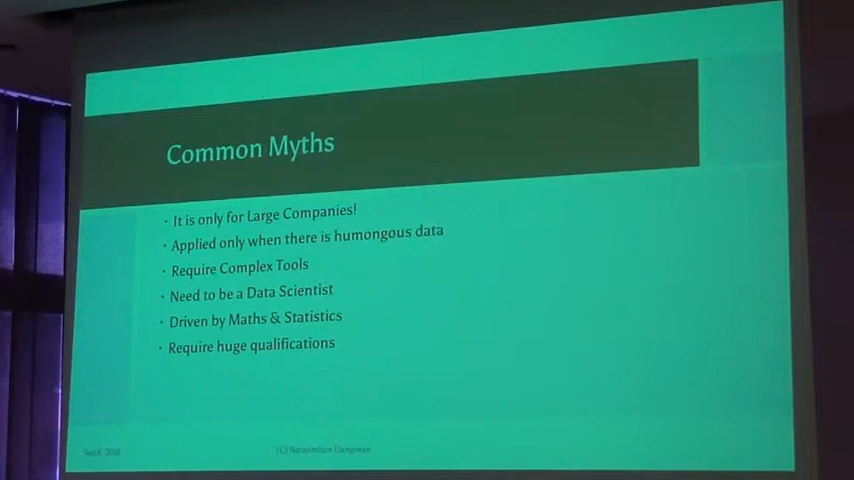 Common Myths
· It is only for Large Companies!
· Applied only when there is humongous data
· Require Complex Tools
· Need to be a Data Scientist
· Driven by Maths & Statistics
· Require huge qualifications
(C)